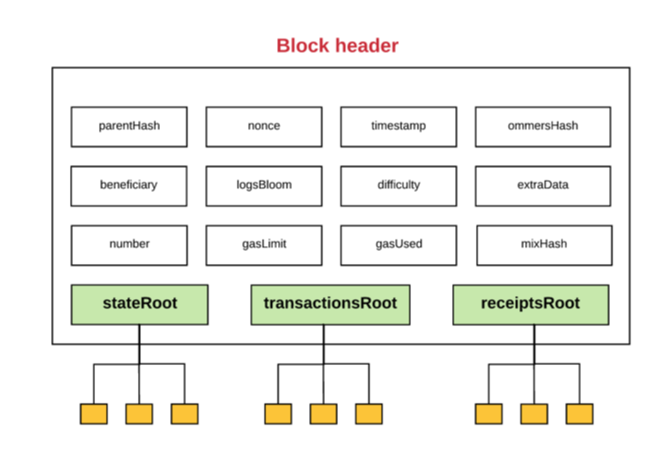 Block header
parentHash
nonce
timestamp
ommersHash
beneficiary
logsBloom
difficulty
extraData
number
gasLimit
gasUsed
mixHash
stateRoot
transactionsRoot
receiptsRoot